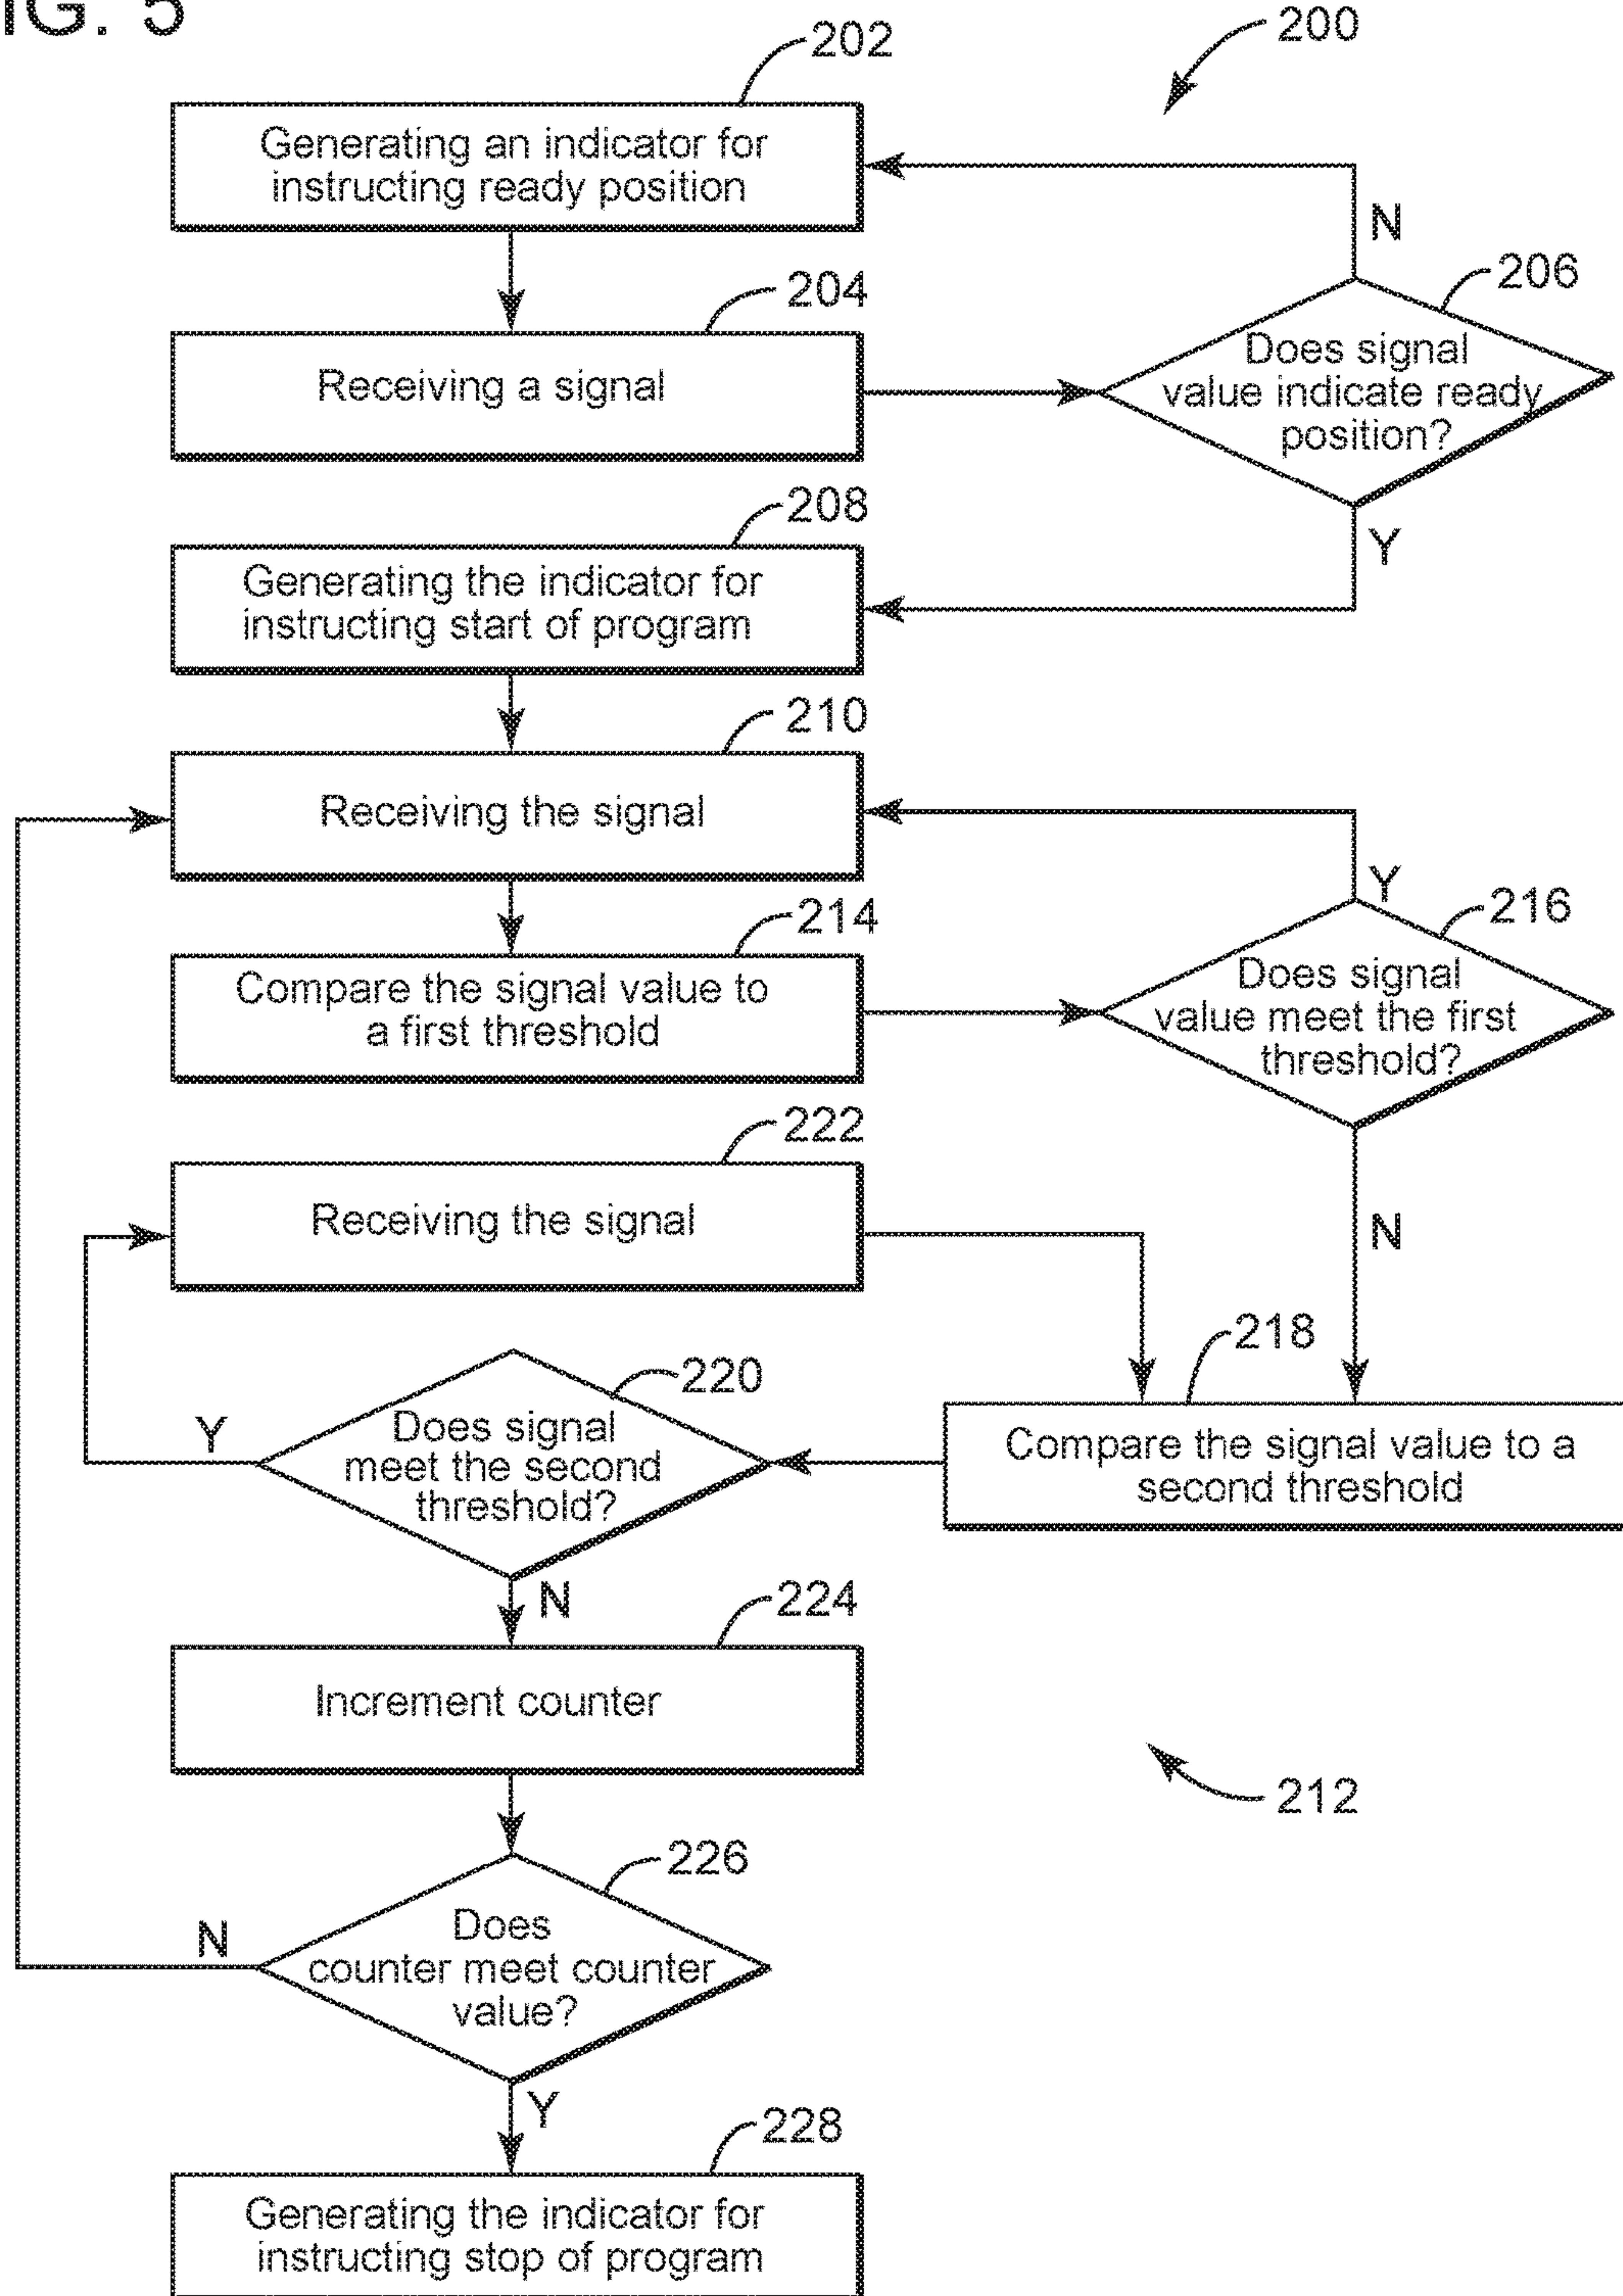 IG. 5
200
202
Generating an indicator for
instructing ready position
N
204
Receiving a signal
206
Does signal
value indicate ready
position?
Y
208
Generating the indicator for
instructing start of program
210
Receiving the signal
Y
214
Compare the signal value to
a first threshold
216
Does signal
value meet the first
threshold?
N
222
Receiving the signal
218
Compare the signal value to a
second threshold
220
Does signal
meet the second
threshold?
Y
N
224
Increment counter
212
226
Does
counter meet counter
value?
N
Y
228
Generating the indicator for
instructing stop of program